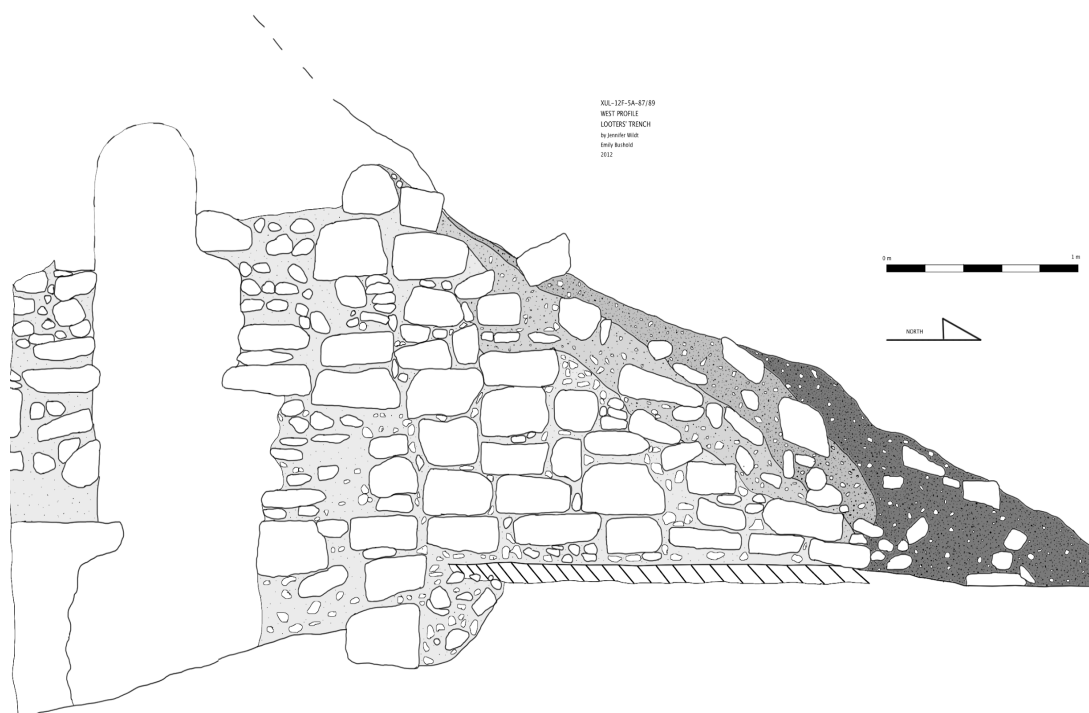 XUL-12F-5A-87/89
WEST PROFILE
LOOTERS' TRENCH
by Jennifer Wildt
Emily Bushold
2012
0 m 1 m
NORTH